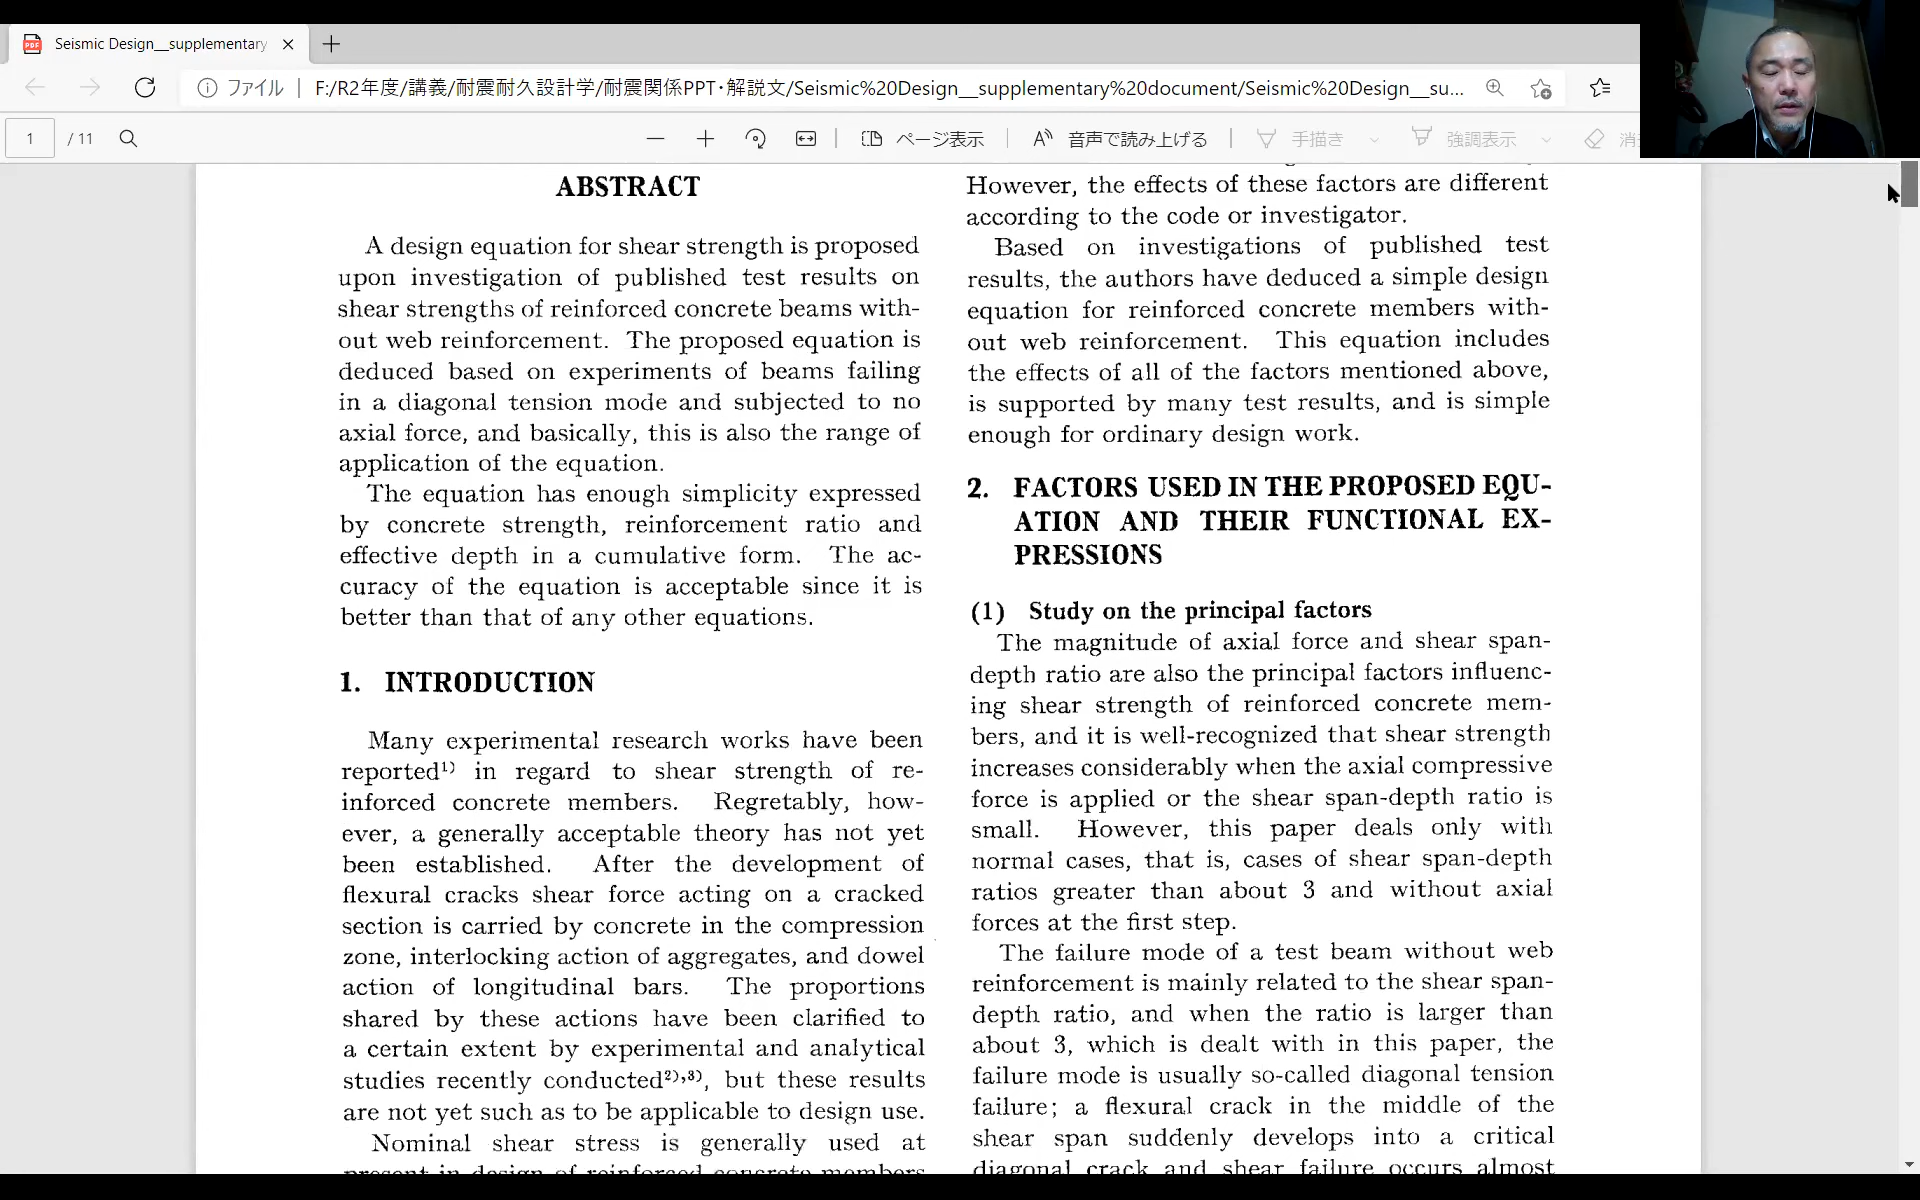 Seismic Design__supplementary
ファイル
F:/R2年度/講義/耐震耐久設計学/耐震関係PPT・解説文/Seismic%20Design__supplementary%20document/Seismic%20Design__su...
1 / 11
ページ表示
音声で読み上げる
手描き
強調表示
ABSTRACT
A design equation for shear strength is proposed
upon investigation of published test results on
shear strengths of reinforced concrete beams with-
out web reinforcement. The proposed equation is
deduced based on experiments of beams failing
in a diagonal tension mode and subjected to no
axial force, and basically, this is also the range of
application of the equation.
The equation has enough simplicity expressed
by concrete strength, reinforcement ratio and
effective depth in a cumulative form. The ac-
curacy of the equation is acceptable since it is
better than that of any other equations.
1. INTRODUCTION
Many experimental research works have been
reported1) in regard to shear strength of re-
inforced concrete members. Regretably, how-
ever, a generally acceptable theory has not yet
been established. After the development of
flexural cracks shear force acting on a cracked
section is carried by concrete in the compression
zone, interlocking action of aggregates, and dowel
action of longitudinal bars. The proportions
shared by these actions have been clarified to
a certain extent by experimental and analytical
studies recently conducted2),3), but these results
are not yet such as to be applicable to design use.
Nominal shear stress is generally used at
present in design of reinforced concrete members
However, the effects of these factors are different
according to the code or investigator.
Based on investigations of published test
results, the authors have deduced a simple design
equation for reinforced concrete members with-
out web reinforcement. This equation includes
the effects of all of the factors mentioned above,
is supported by many test results, and is simple
enough for ordinary design work.
2. FACTORS USED IN THE PROPOSED EQU-
ATION AND THEIR FUNCTIONAL EX-
PRESSIONS
(1) Study on the principal factors
The magnitude of axial force and shear span-
depth ratio are also the principal factors influenc-
ing shear strength of reinforced concrete mem-
bers, and it is well-recognized that shear strength
increases considerably when the axial compressive
force is applied or the shear span-depth ratio is
small. However, this paper deals only with
normal cases, that is, cases of shear span-depth
ratios greater than about 3 and without axial
forces at the first step.
The failure mode of a test beam without web
reinforcement is mainly related to the shear span-
depth ratio, and when the ratio is larger than
about 3, which is dealt with in this paper, the
failure mode is usually so-called diagonal tension
failure; a flexural crack in the middle of the
shear span suddenly develops into a critical
diagonal crack and shear failure occurs almost